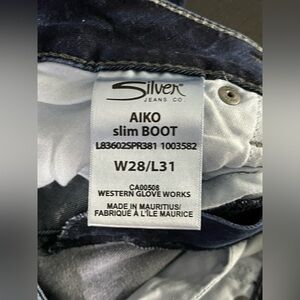 Silver
JEANS CO.
AIKO
slim BOOT
L83602SPR381 1003582
W28/L31
CA00508
WESTERN GLOVE WORKS
MADE IN MAURITIUS/
FABRIQUÉ À L'ÎLE MAURICE